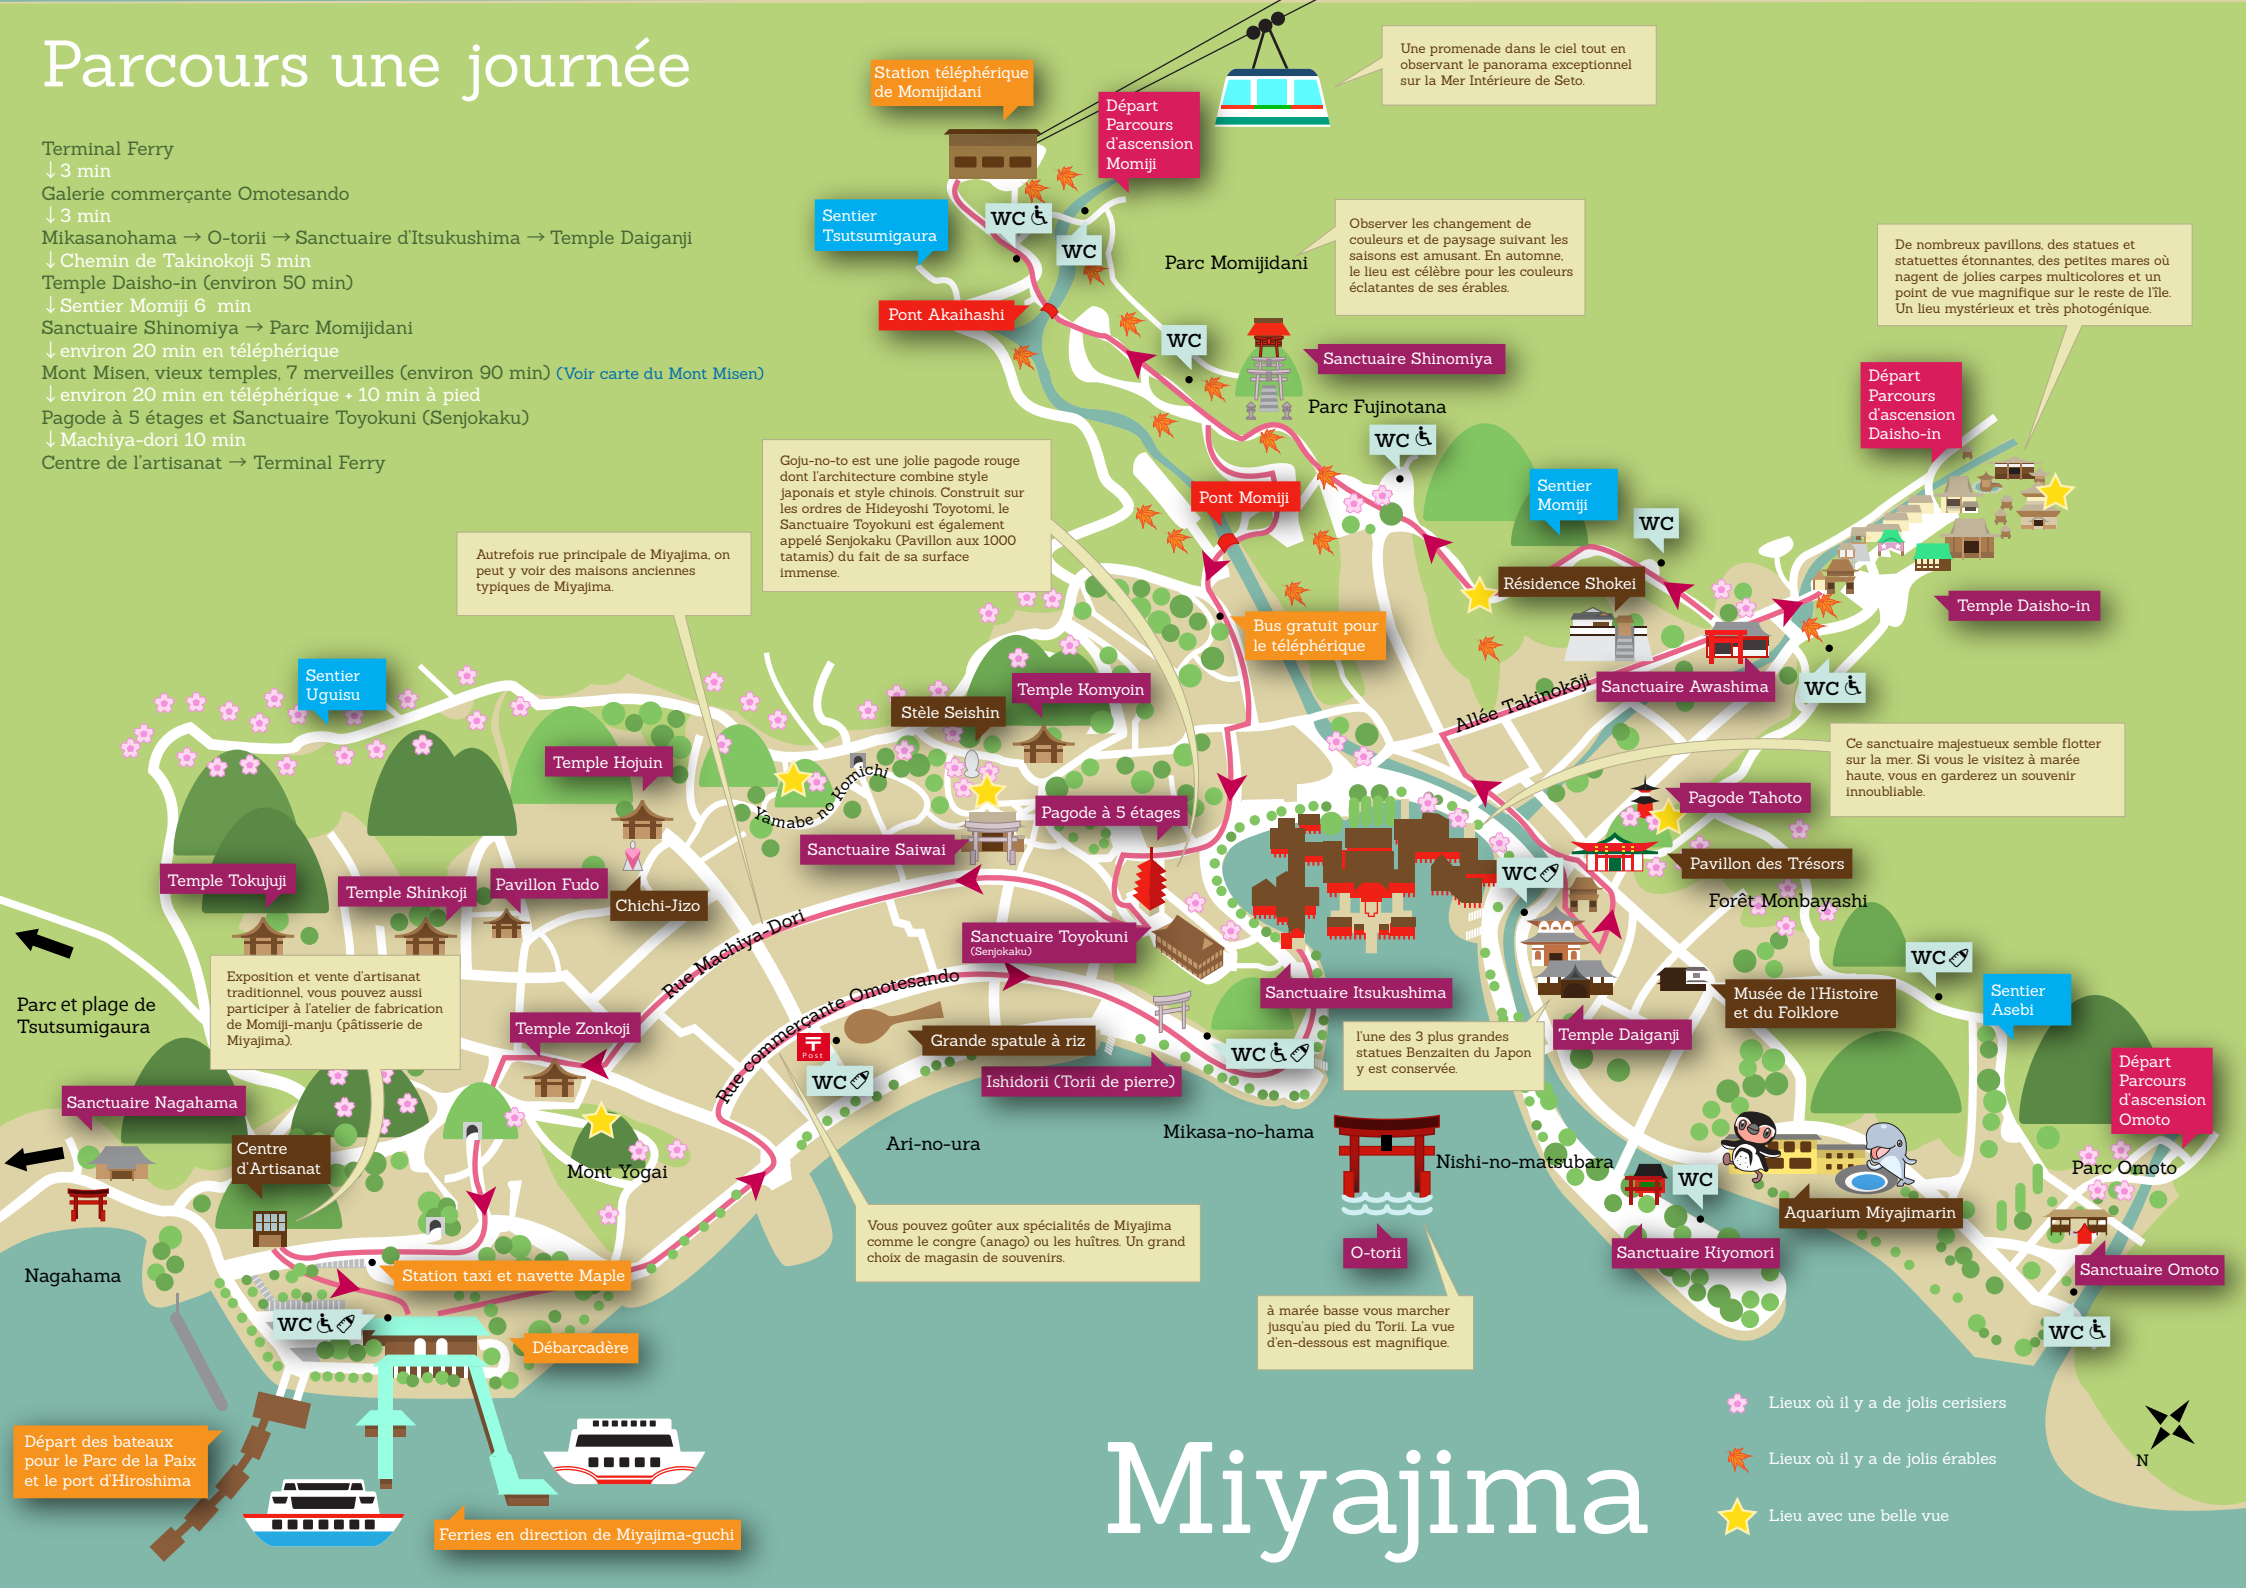 Parcours une journée
Terminal Ferry
↓3 min
Galerie commerçante Omotesando
↓3 min
Mikasanohama → O-torii → Sanctuaire d'Itsukushima → Temple Daiganji
↓Chemin de Takinokoji 5 min
Temple Daisho-in (environ 50 min)
↓Sentier Momiji 6 min
Sanctuaire Shinomiya → Parc Momijidani
↓environ 20 min en téléphérique
Mont Misen, vieux temples, 7 merveilles (environ 90 min) (Voir carte du Mont Misen)
↓environ 20 min en téléphérique + 10 min à pied
Pagode à 5 étages et Sanctuaire Toyokuni (Senjokaku)
↓Machiya-dori 10 min
Centre de l'artisanat → Terminal Ferry
Station téléphérique
de Momijidani
Départ
Parcours
d'ascension
Momiji
Une promenade dans le ciel tout en
observant le panorama exceptionnel
sur la Mer Intérieure de Seto.
Sentier
Tsutsumigaura
WC
WC
Parc Momijidani
Observer les changement de
couleurs et de paysage suivant les
saisons est amusant. En automne,
le lieu est célèbre pour les couleurs
éclatantes de ses érables.
De nombreux pavillons, des statues et
statuettes étonnantes, des petites mares où
nagent de jolies carpes multicolores et un
point de vue magnifique sur le reste de l'île.
Un lieu mystérieux et très photogénique.
Pont Akaihashi
WC
Sanctuaire Shinomiya
Parc Fujinotana
WC
Départ
Parcours
d'ascension
Daisho-in
Goju-no-to est une jolie pagode rouge
dont l'architecture combine style
japonais et style chinois. Construit sur
les ordres de Hideyoshi Toyotomi, le
Sanctuaire Toyokuni est également
appelé Senjokaku (Pavillon aux 1000
tatamis) du fait de sa surface
immense.
Pont Momiji
Sentier
Momiji
WC
Autrefois rue principale de Miyajima, on
peut y voir des maisons anciennes
typiques de Miyajima.
Résidence Shokei
Temple Daisho-in
Bus gratuit pour
le téléphérique
Sentier
Uguisu
Temple Komyoin
Stèle Seishin
Allée Takinokōji
Sanctuaire Awashima
WC
Temple Hojuin
Yamabe no Komichi
Pagode à 5 étages
Ce sanctuaire majestueux semble flotter
sur la mer. Si vous le visitez à marée
haute, vous en garderez un souvenir
innoubliable.
Pagode Tahoto
Sanctuaire Saiwai
Temple Tokujuji
Temple Shinkoji
Pavillon Fudo
Chichi-Jizo
WC
Pavillon des Trésors
Forêt Monbayashi
Rue Machiya-Dori
Sanctuaire Toyokuni
(Senjokaku)
WC
Parc et plage de
Tsutsumigaura
Exposition et vente d'artisanat
traditionnel, vous pouvez aussi
participer à l'atelier de fabrication
de Momiji-manju (pâtisserie de
Miyajima).
Rue commerçante Omotesando
Sanctuaire Itsukushima
Musée de l'Histoire
et du Folklore
Sentier
Asebi
Temple Zonkoji
Post
Grande spatule à riz
WC
l'une des 3 plus grandes
statues Benzaiten du Japon
y est conservée.
Temple Daiganji
WC
Ishidorii (Torii de pierre)
Départ
Parcours
d'ascension
Omoto
Sanctuaire Nagahama
Centre
d'Artisanat
Mont Yogai
Ari-no-ura
Mikasa-no-hama
Nishi-no-matsubara
WC
Parc Omoto
Aquarium Miyajimarin
Vous pouvez goûter aux spécialités de Miyajima
comme le congre (anago) ou les huîtres. Un grand
choix de magasin de souvenirs.
O-torii
Sanctuaire Kiyomori
Sanctuaire Omoto
Nagahama
Station taxi et navette Maple
WC
à marée basse vous marcher
jusqu'au pied du Torii. La vue
d'en-dessous est magnifique.
WC
Débarcadère
Départ des bateaux
pour le Parc de la Paix
et le port d'Hiroshima
Ferries en direction de Miyajima-guchi
Miyajima
Lieux où il y a de jolis cerisiers
Lieux où il y a de jolis érables
Lieu avec une belle vue
N